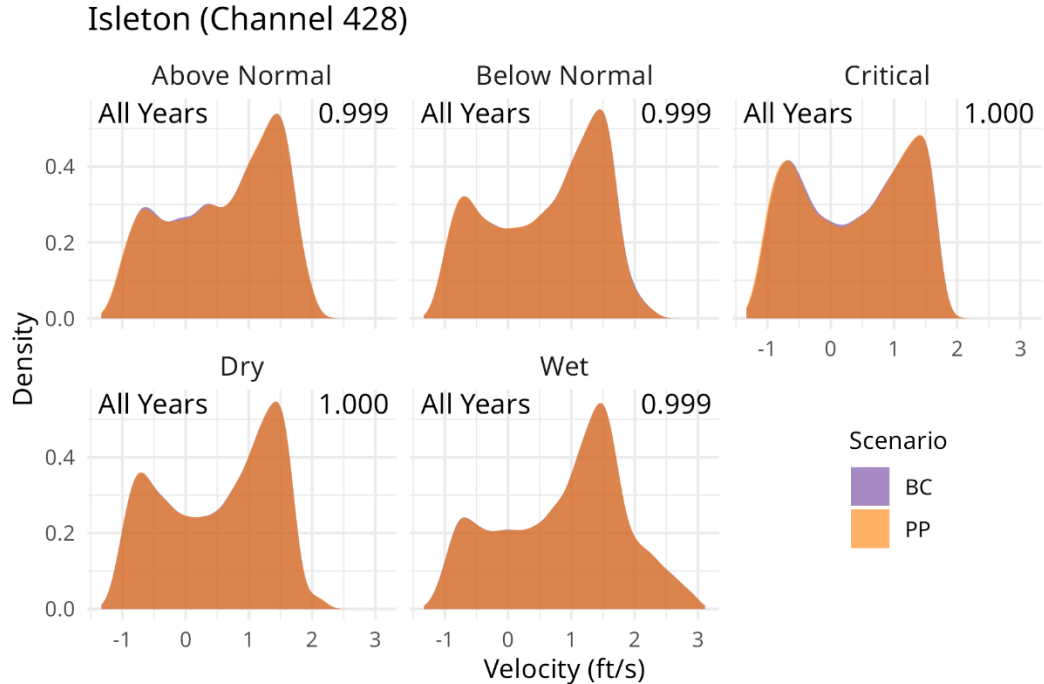 Isleton (Channel 428)
Above Normal
Below Normal
Critical
All Years 0.999
All Years 0.999
All Years 1.000
0.4
0.2
0.0
-1 0 1 2 3
Density
Dry
Wet
All Years 1.000
All Years 0.999
0.4
0.2
0.0
-1 0 1 2 3
-1 0 1 2 3
Velocity (ft/s)
Scenario
BC
PP